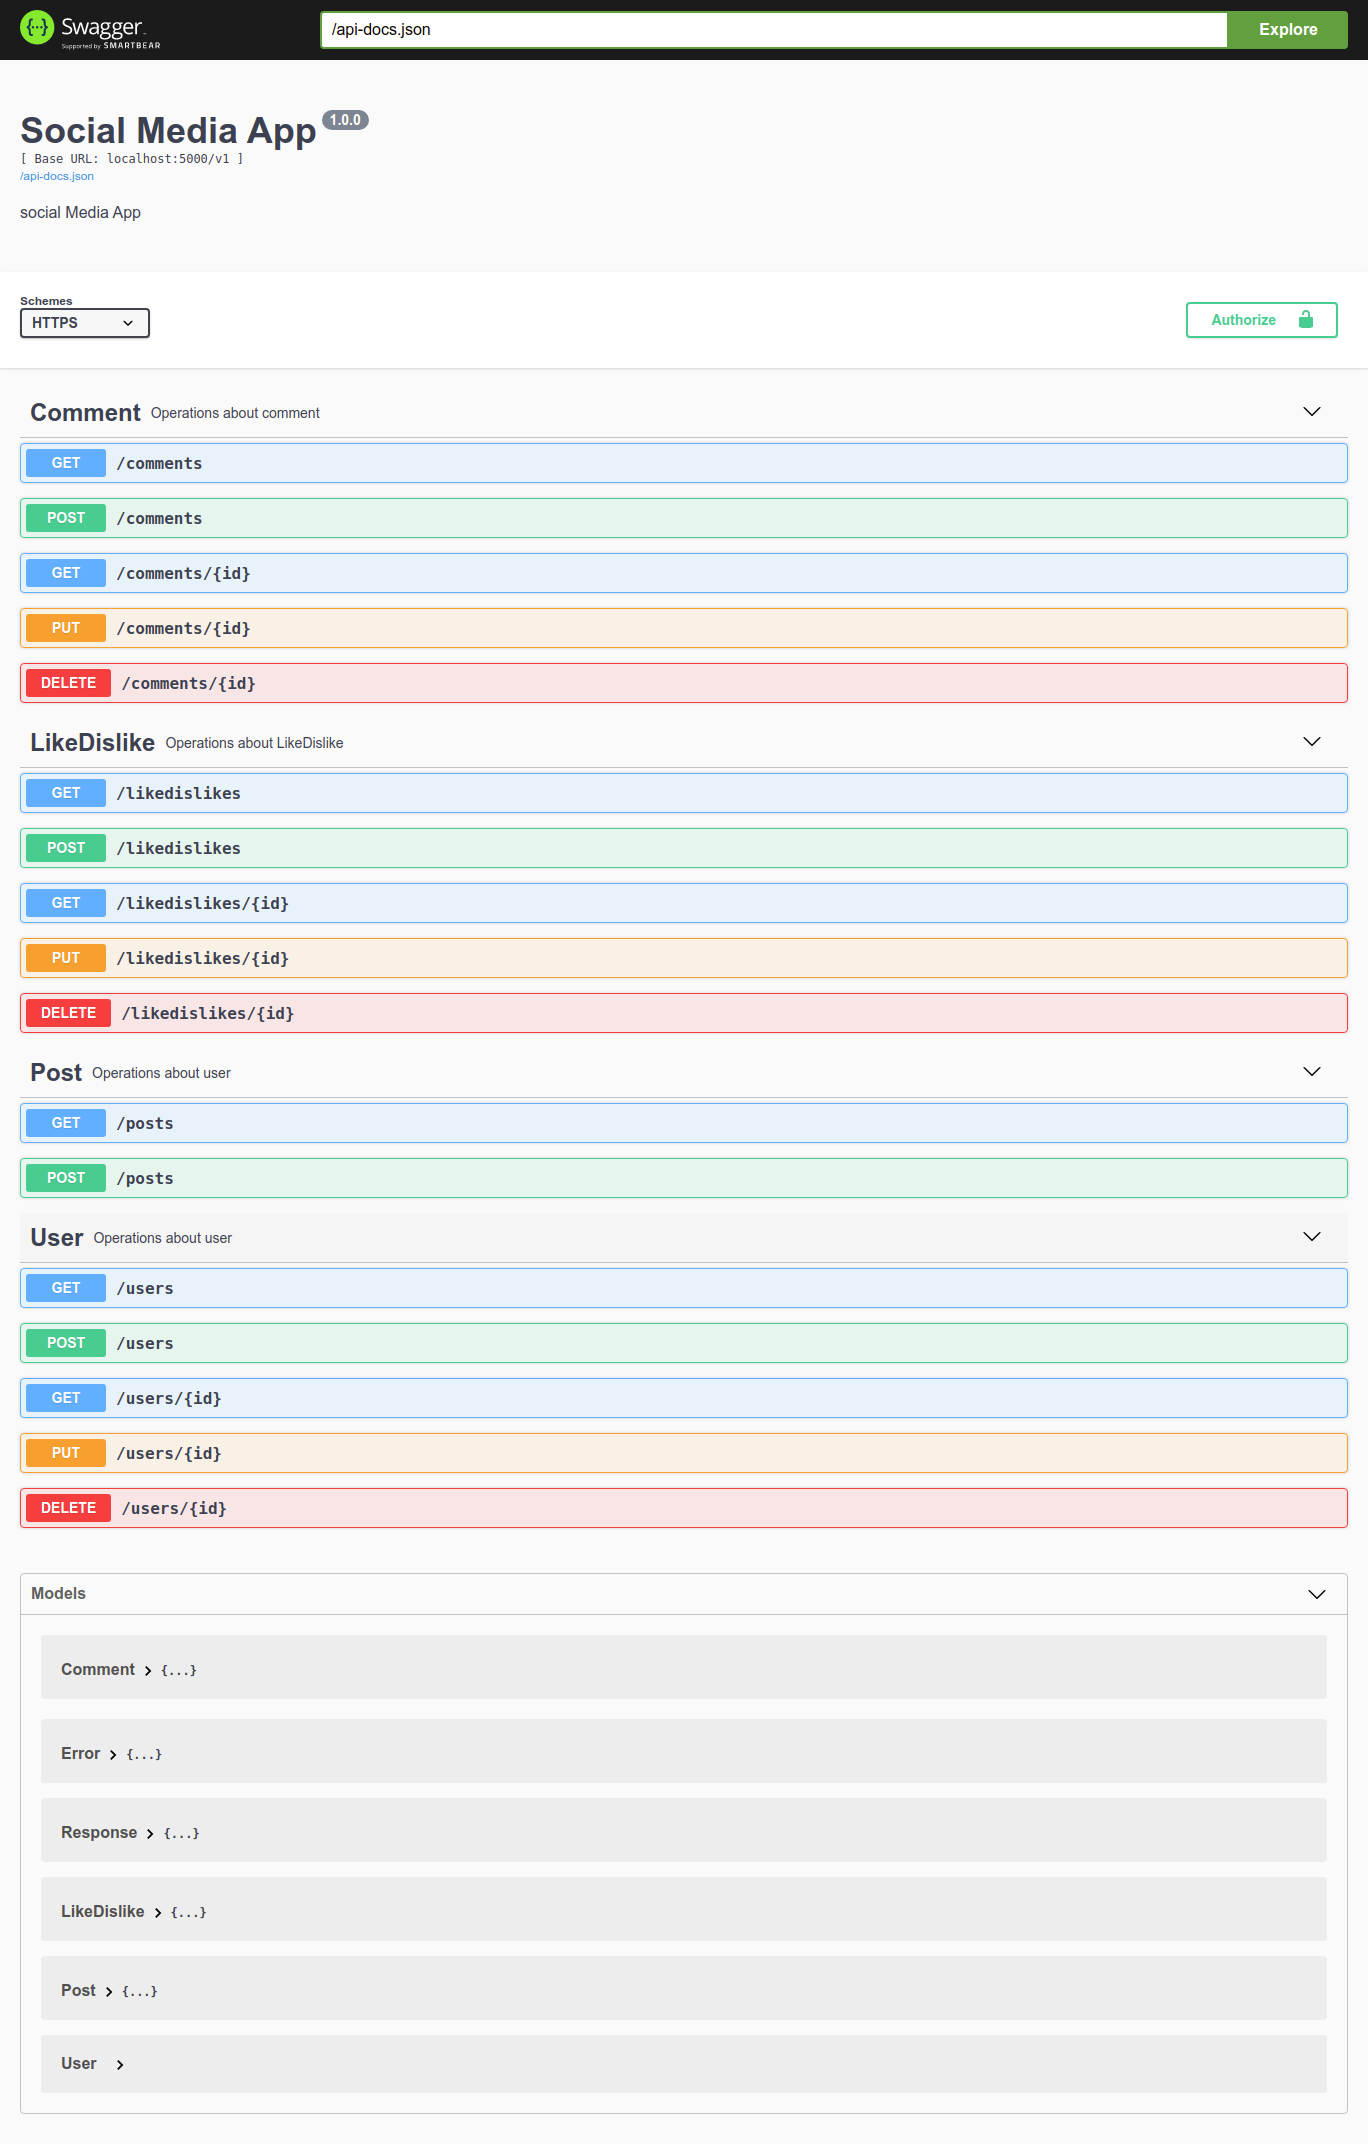 Swagger.
Supported by SMARTBEAR
/api-docs.json
Explore
Social Media App 1.0.0
[ Base URL: localhost:5000/v1 ]
/api-docs.json
social Media App
Schemes
HTTPS
Authorize
Comment Operations about comment
GET /comments
POST /comments
GET /comments/{id}
PUT /comments/{id}
DELETE /comments/{id}
LikeDislike Operations about LikeDislike
GET /likedislikes
POST /likedislikes
GET /likedislikes/{id}
PUT /likedislikes/{id}
DELETE /likedislikes/{id}
Post Operations about user
GET /posts
POST /posts
User Operations about user
GET /users
POST /users
GET /users/{id}
PUT /users/{id}
DELETE /users/{id}
Models
Comment > {...}
Error > {...}
Response > {...}
LikeDislike > {...}
Post > {...}
User >